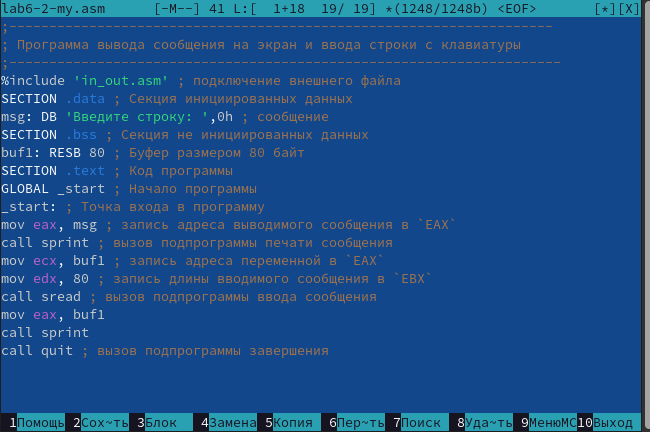 lab6-2-my.asm [-M--] 41 L:[ 1+18 19/ 19] *(1248/1248b) <EOF> [*][X]
;--------------------------------------------------------------------
; Программа вывода сообщения на экран и ввода строки с клавиатуры
;---------------------------------------------------------------------
%include 'in_out.asm' ; подключение внешнего файла
SECTION .data ; Секция инициированных данных
msg: DB 'Введите строку: ',0h ; сообщение
SECTION .bss ; Секция не инициированных данных
buf1: RESB 80 ; Буфер размером 80 байт
SECTION .text ; Код программы
GLOBAL _start ; Начало программы
_start: ; Точка входа в программу
mov eax, msg ; запись адреса выводимого сообщения в `EAX`
call sprint ; вызов подпрограммы печати сообщения
mov ecx, buf1 ; запись адреса переменной в `EAX`
mov edx, 80 ; запись длины вводимого сообщения в `EBX`
call sread ; вызов подпрограммы ввода сообщения
mov eax, buf1
call sprint
call quit ; вызов подпрограммы завершения
1Помощь 2Сох~ть 3Блок 4Замена 5Копия 6Пер~ть 7Поиск 8Уда~ть 9МенюMC 10Выход